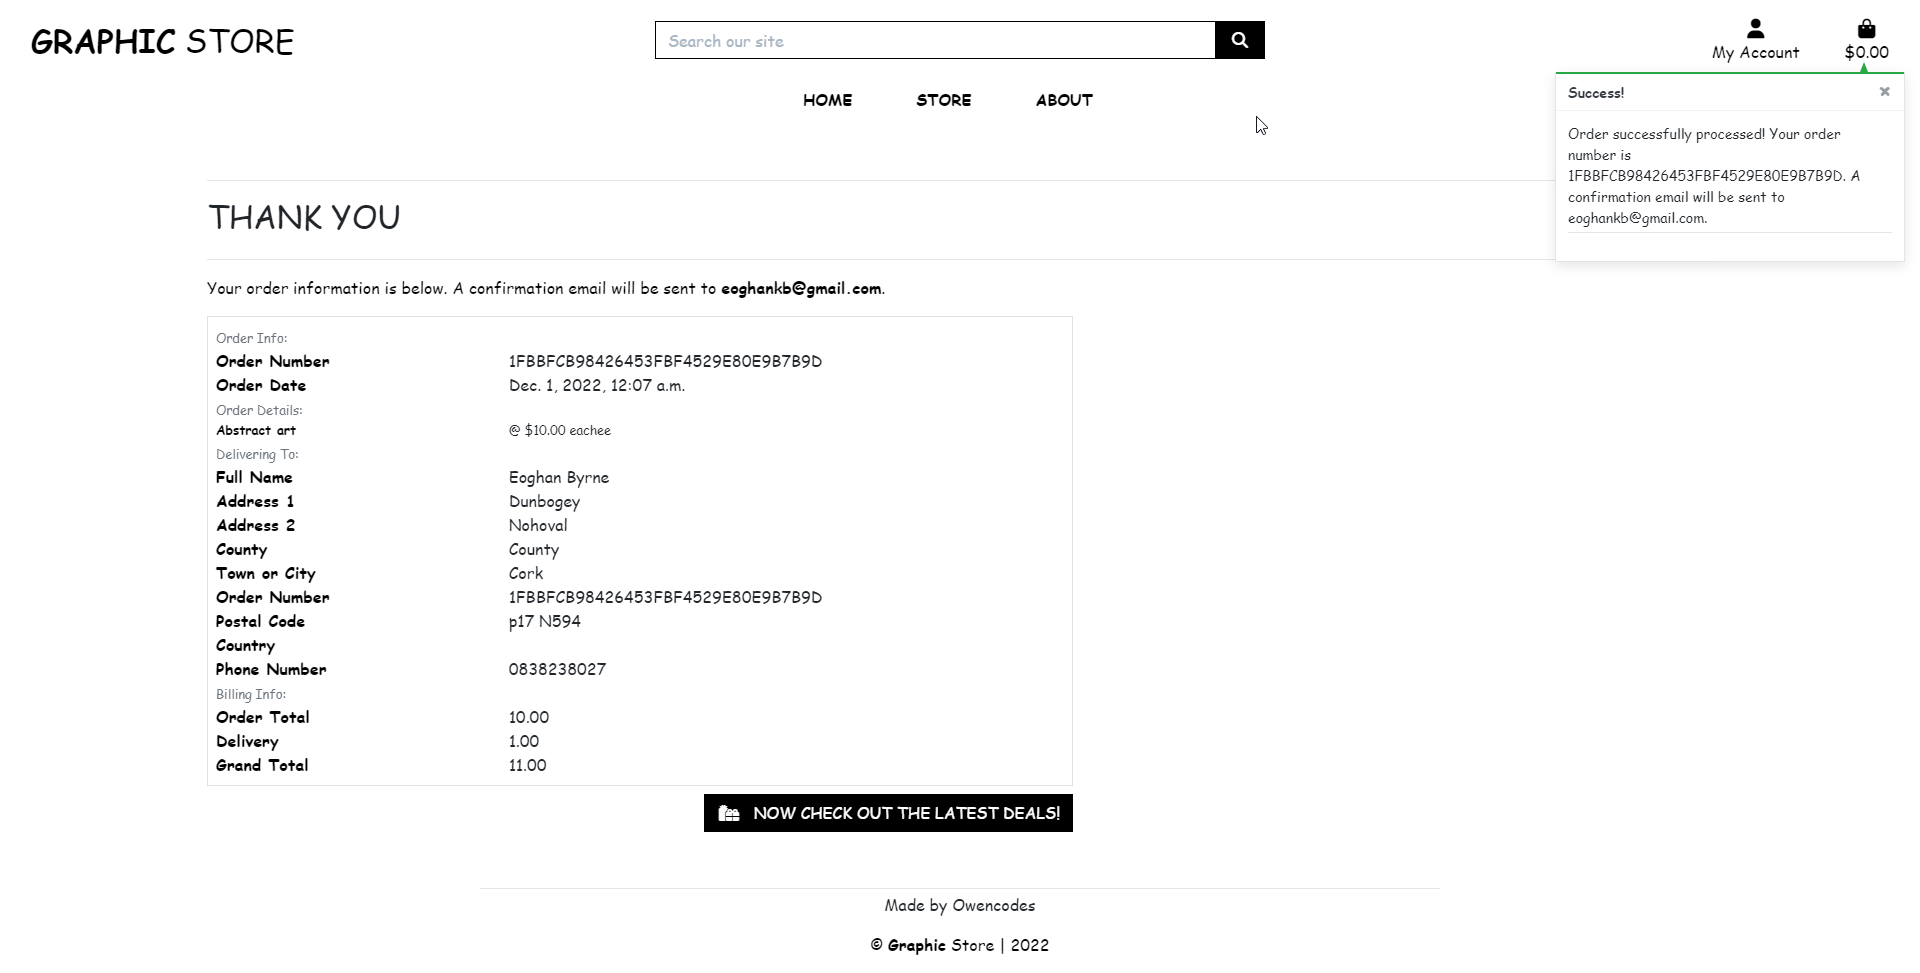 GRAPHIC STORE
Search our site
My Account
$0.00
HOME STORE ABOUT
Success!
×
Order successfully processed! Your order
number is
1FBBFCB98426453FBF4529E80E9B7B9D. A
confirmation email will be sent to
eoghankb@gmail.com.
THANK YOU
Your order information is below. A confirmation email will be sent to eoghankb@gmail.com.
Order Info:
Order Number 1FBBFCB98426453FBF4529E80E9B7B9D
Order Date Dec. 1, 2022, 12:07 a.m.
Order Details:
Abstract art @ $10.00 eachee
Delivering To:
Full Name Eoghan Byrne
Address 1 Dunbogey
Address 2 Nohoval
County County
Town or City Cork
Order Number 1FBBFCB98426453FBF4529E80E9B7B9D
Postal Code p17 N594
Country
Phone Number 0838238027
Billing Info:
Order Total 10.00
Delivery 1.00
Grand Total 11.00
NOW CHECK OUT THE LATEST DEALS!
Made by Owencodes
© Graphic Store | 2022